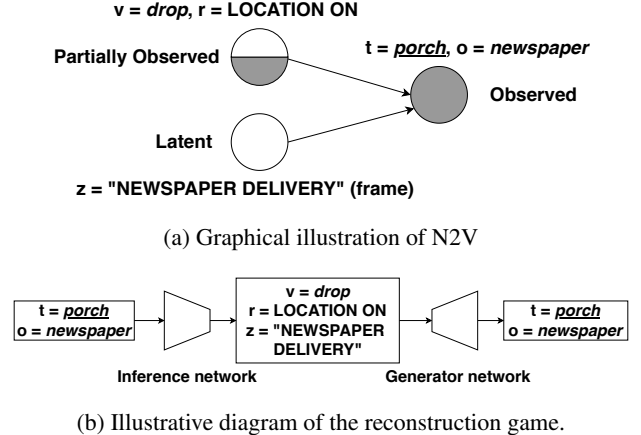 v = drop, r = LOCATION ON
Partially Observed
t = porch, o = newspaper
Observed
Latent
z = "NEWSPAPER DELIVERY" (frame)
(a) Graphical illustration of N2V
t = porch
o = newspaper
v = drop
r = LOCATION ON
z = "NEWSPAPER
DELIVERY"
t = porch
o = newspaper
Inference network
Generator network
(b) Illustrative diagram of the reconstruction game.